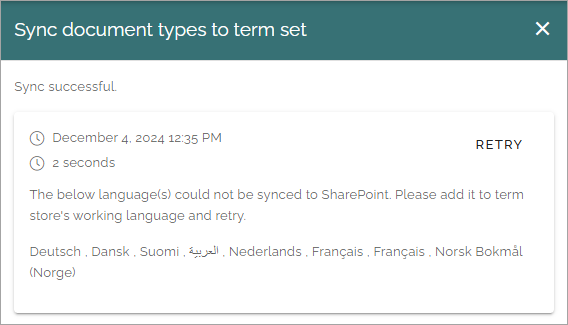 Sync document types to term set
Sync successful.
December 4, 2024 12:35 PM
RETRY
2 seconds
The below language(s) could not be synced to SharePoint. Please add it to term
store's working language and retry.
Deutsch , Dansk , Suomi , العربية , Nederlands , Français , Français , Norsk Bokmål
(Norge)